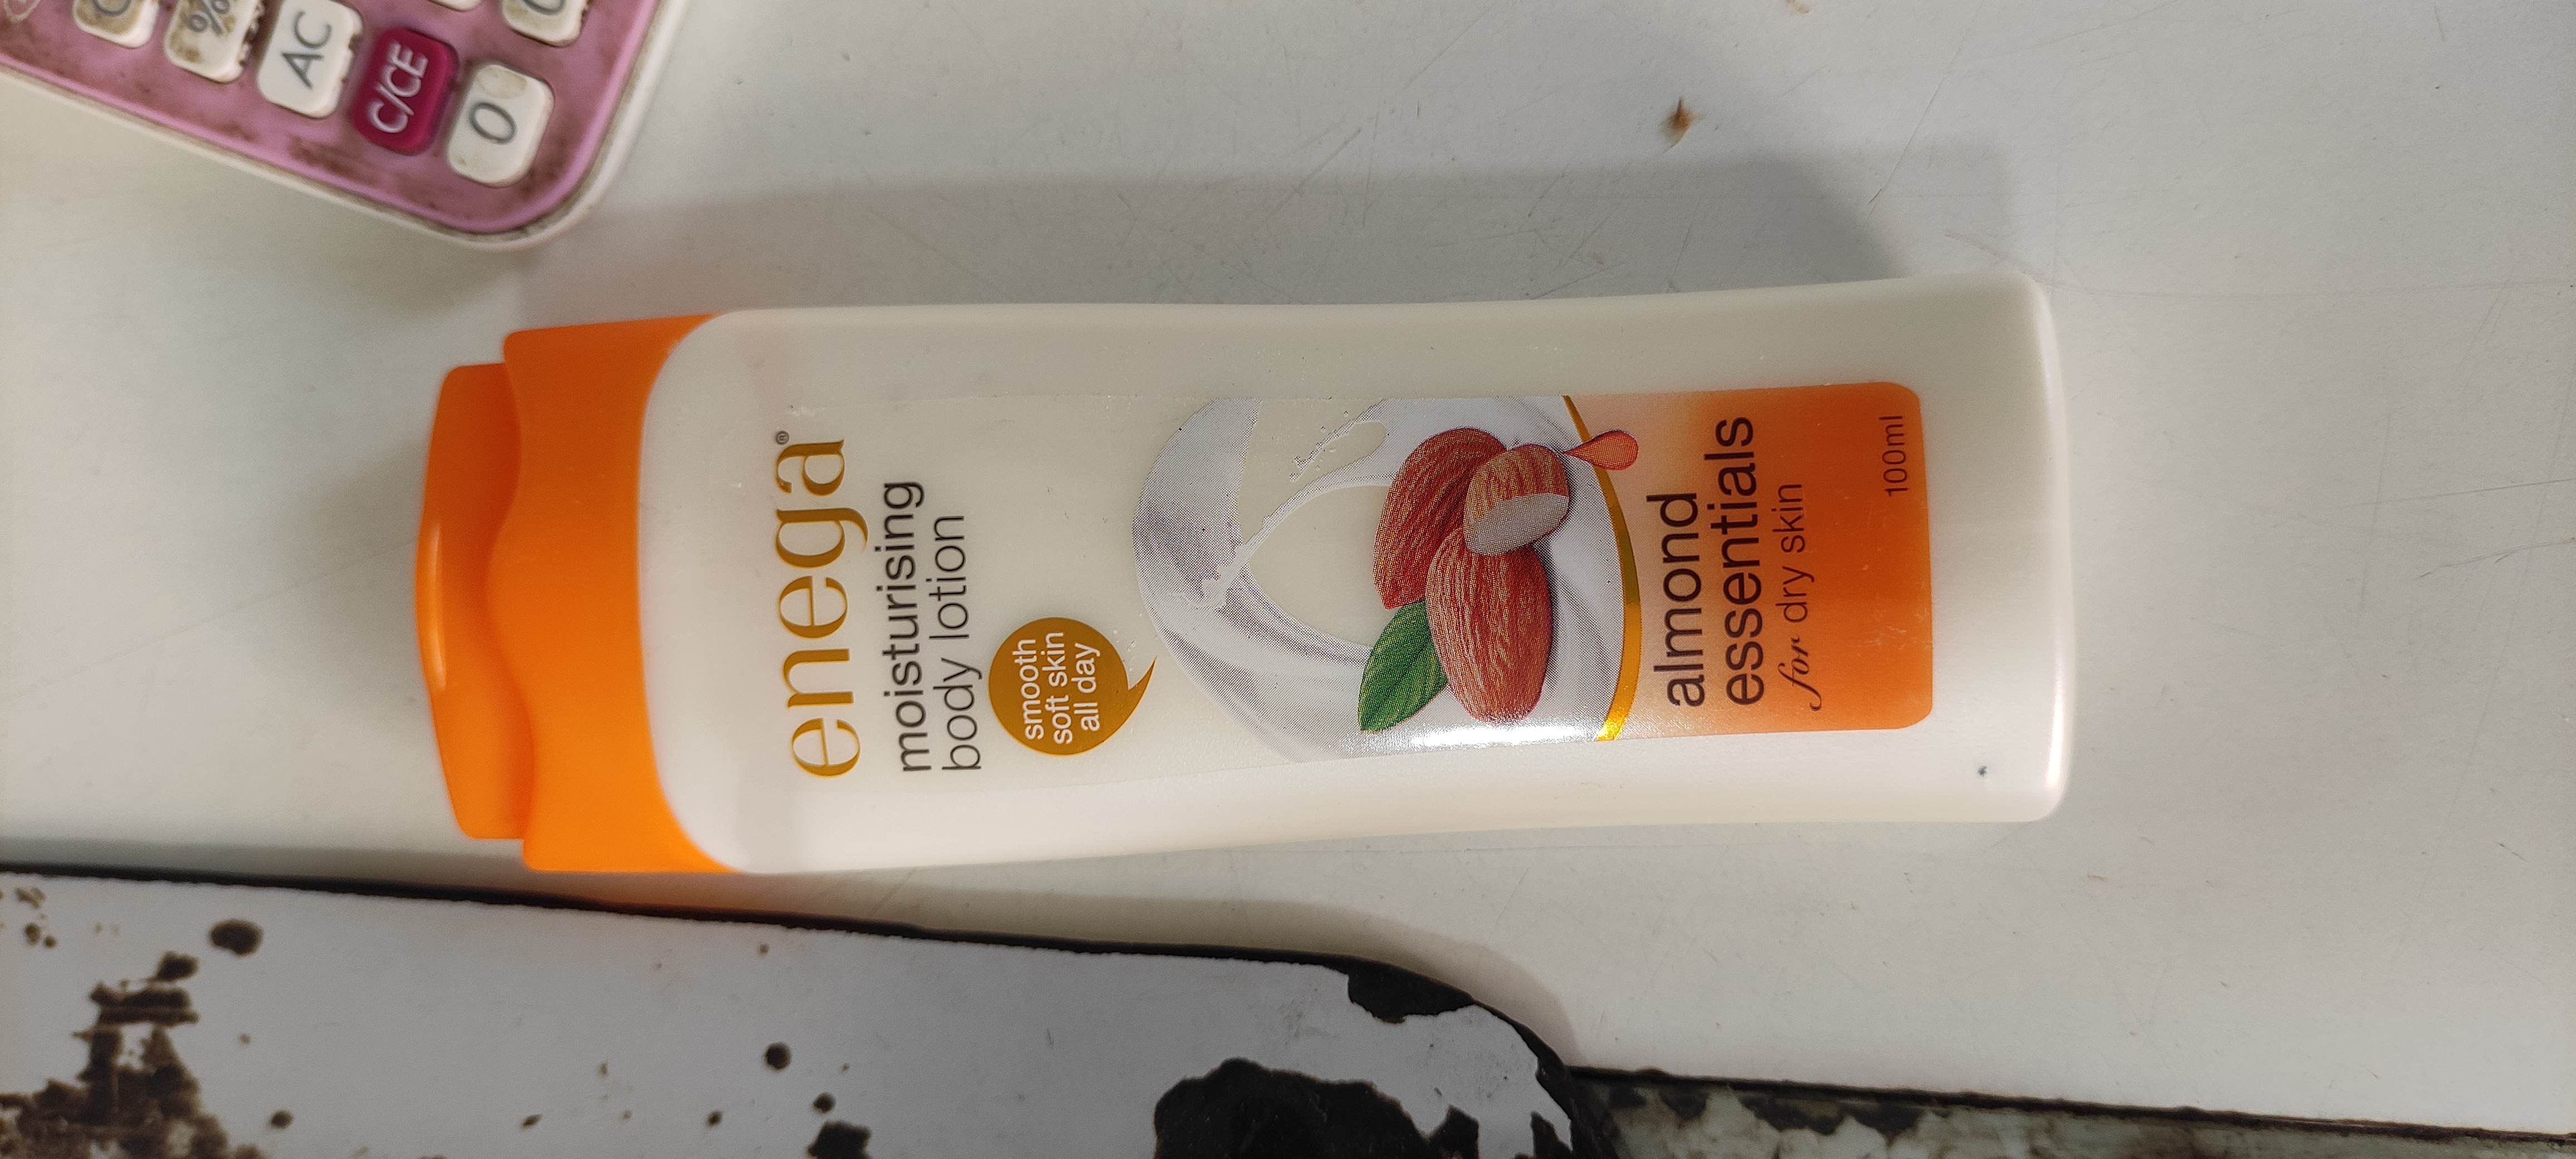 %
AC
C/CE
0
enega®
moisturising
body lotion
smooth
soft skin
all day
almond
essentials
for dry skin
100ml